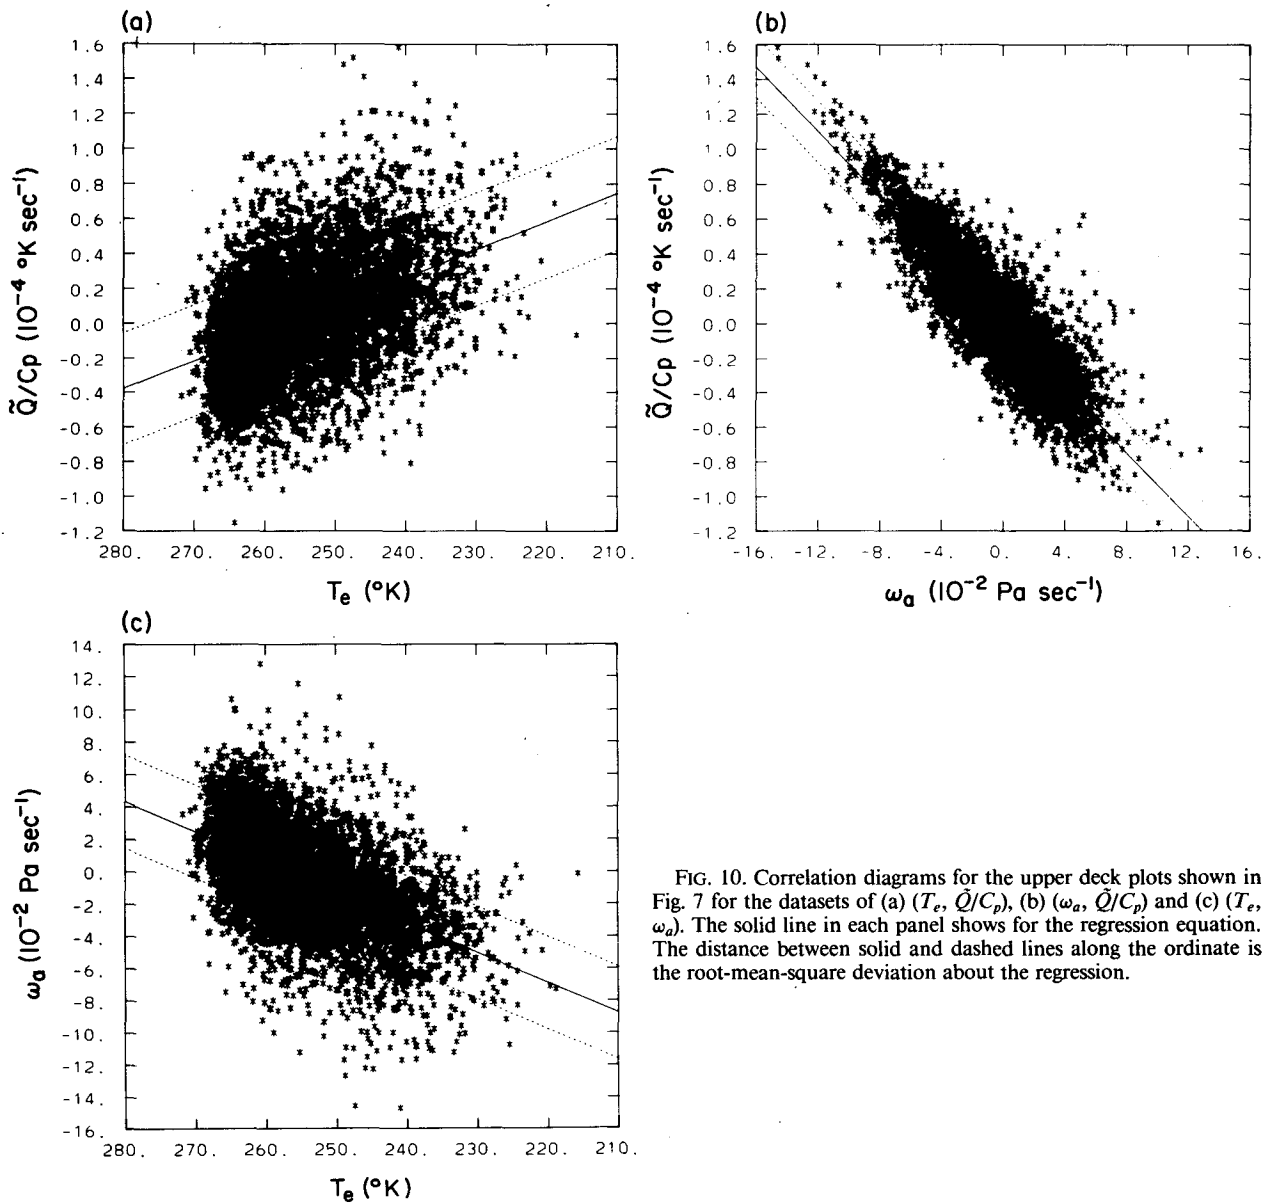 (a)
1.6
1.4
1.2
1.0
0.8
0.6
0.4
0.2
0.0
-0.2
-0.4
-0.6
-0.8
-1.0
-1.2
Q̃/Cp (10⁻⁴ °K sec⁻¹)
280. 270. 260. 250. 240. 230. 220. 210.
Tₑ (°K)
(b)
1.6
1.4
1.2
1.0
0.8
0.6
0.4
0.2
0.0
-0.2
-0.4
-0.6
-0.8
-1.0
-1.2
Q̃/Cp (10⁻⁴ °K sec⁻¹)
-16. -12. -8. -4. 0. 4. 8. 12. 16.
ωₐ (10⁻² Pa sec⁻¹)
(c)
14.
12.
10.
8.
6.
4.
2.
0.
-2.
-4.
-6.
-8.
-10.
-12.
-14.
-16.
ωₐ (10⁻² Pa sec⁻¹)
280. 270. 260. 250. 240. 230. 220. 210.
Tₑ (°K)
FIG. 10. Correlation diagrams for the upper deck plots shown in
Fig. 7 for the datasets of (a) (Tₑ, Q̃/Cₚ), (b) (ωₐ, Q̃/Cₚ) and (c) (Tₑ,
ωₐ). The solid line in each panel shows for the regression equation.
The distance between solid and dashed lines along the ordinate is
the root-mean-square deviation about the regression.